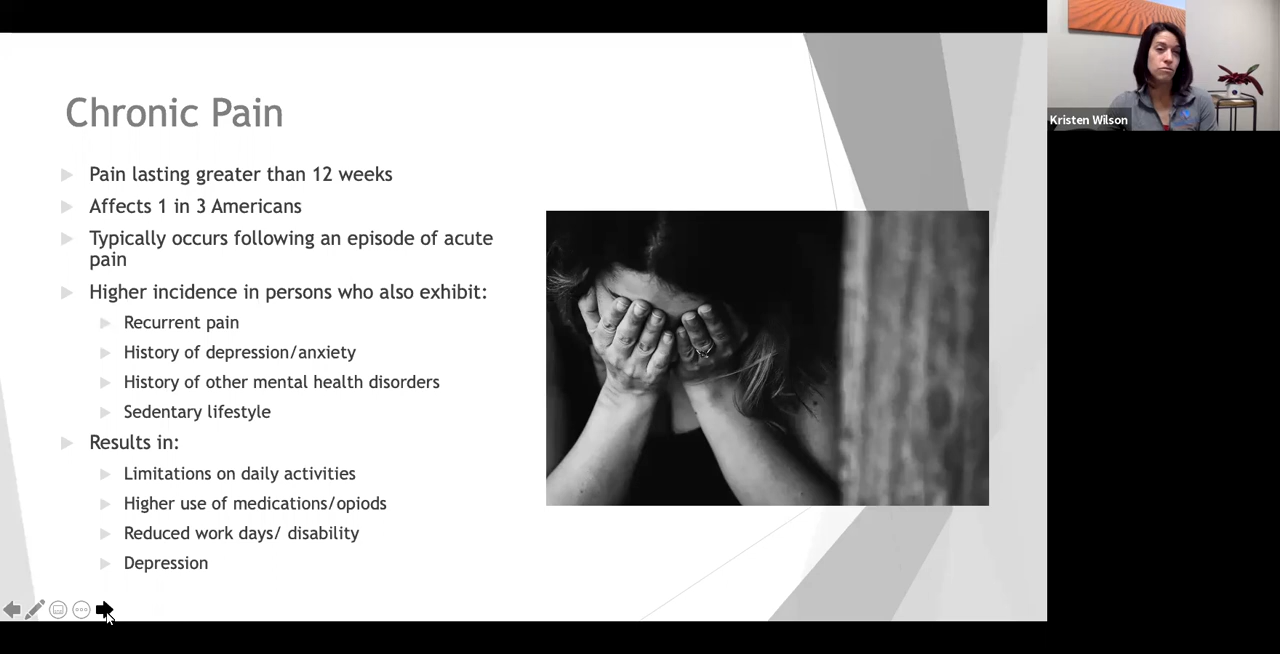 Chronic Pain
Pain lasting greater than 12 weeks
Affects 1 in 3 Americans
Typically occurs following an episode of acute
pain
Higher incidence in persons who also exhibit:
Recurrent pain
History of depression/anxiety
History of other mental health disorders
Sedentary lifestyle
Results in:
Limitations on daily activities
Higher use of medications/opiods
Reduced work days/ disability
Depression
Kristen Wilson